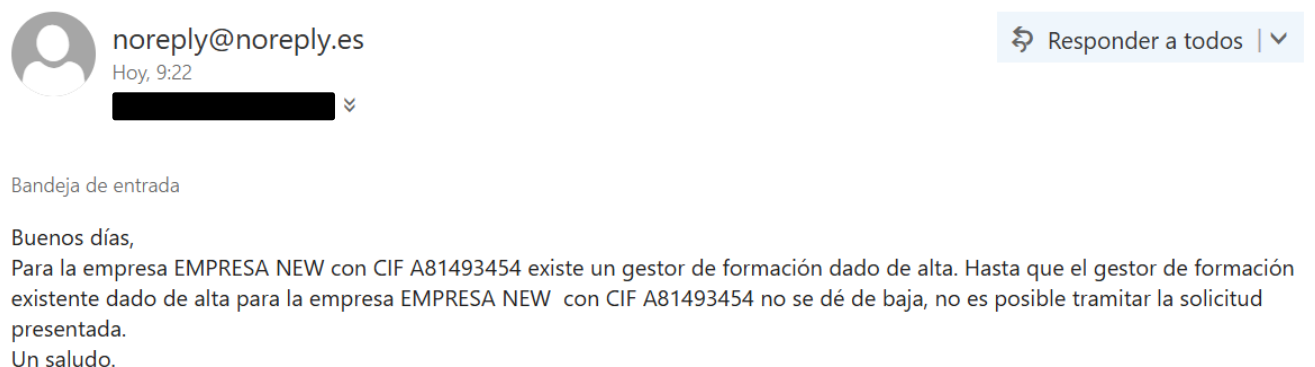 noreply@noreply.es
Responder a todos
Hoy, 9:22
Bandeja de entrada
Buenos días,
Para la empresa EMPRESA NEW con CIF A81493454 existe un gestor de formación dado de alta. Hasta que el gestor de formación
existente dado de alta para la empresa EMPRESA NEW  con CIF A81493454 no se dé de baja, no es posible tramitar la solicitud
presentada.
Un saludo.